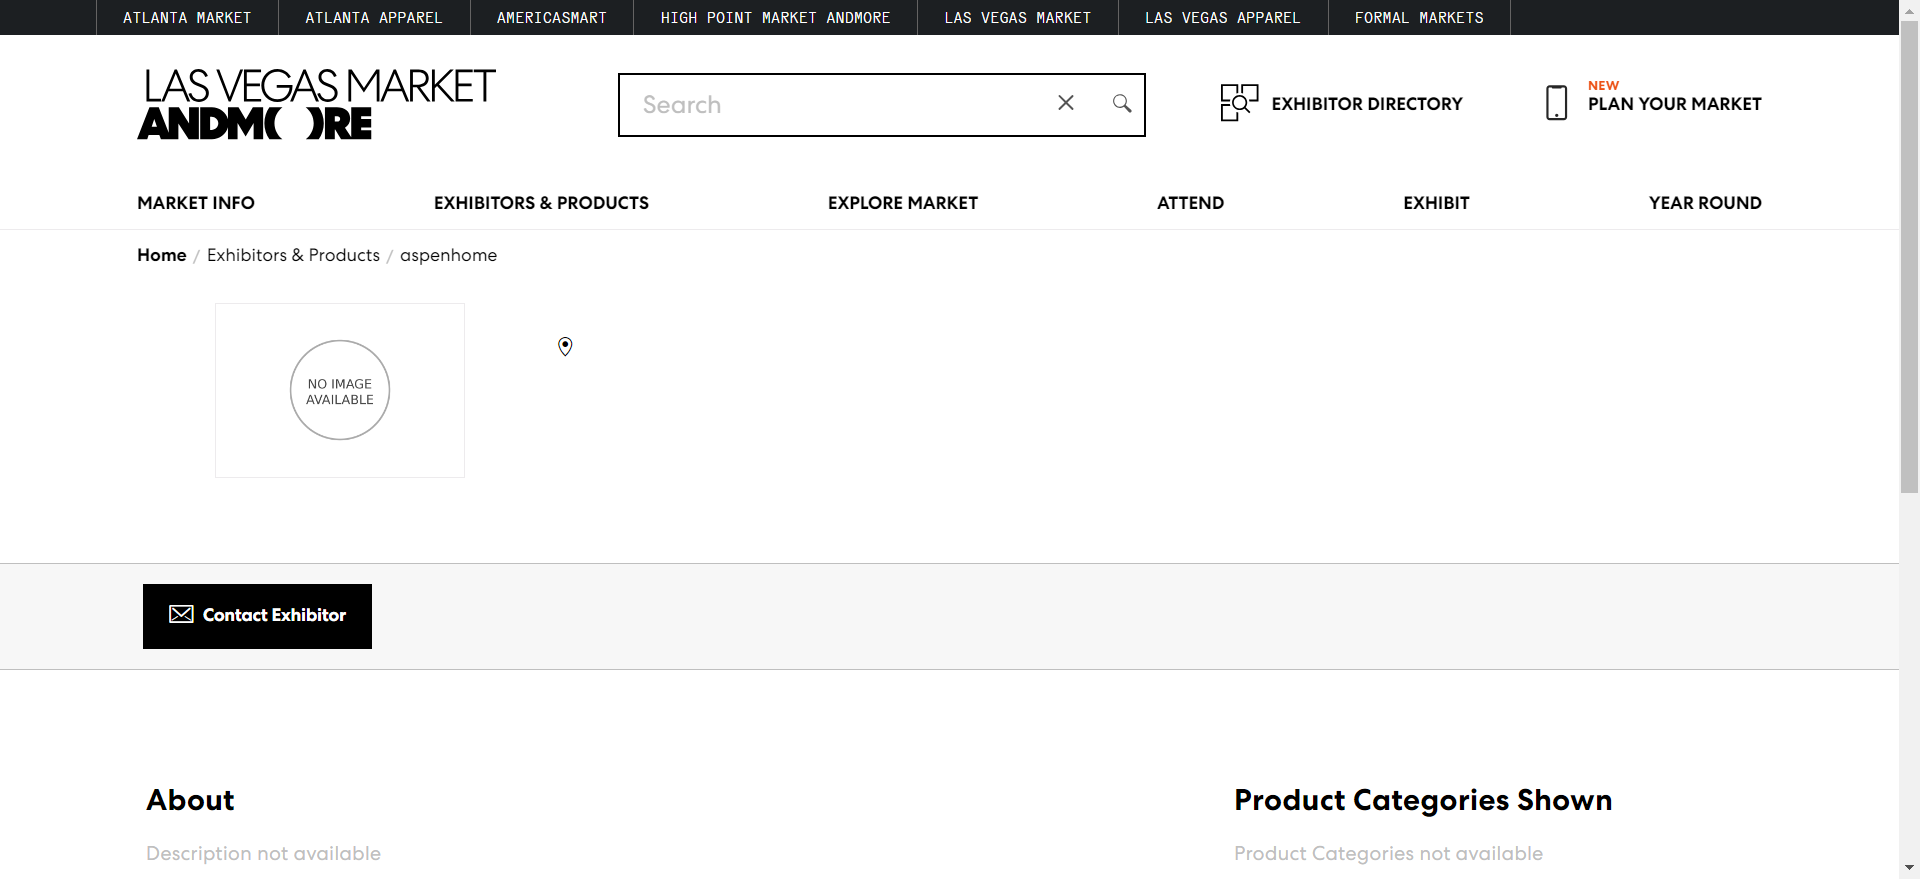 ATLANTA MARKET ATLANTA APPAREL AMERICASMART HIGH POINT MARKET ANDMORE LAS VEGAS MARKET LAS VEGAS APPAREL FORMAL MARKETS
LAS VEGAS MARKET
ANDMORE
Search
EXHIBITOR DIRECTORY
NEW
PLAN YOUR MARKET
MARKET INFO EXHIBITORS & PRODUCTS EXPLORE MARKET ATTEND EXHIBIT YEAR ROUND
Home / Exhibitors & Products / aspenhome
NO IMAGE
AVAILABLE
Contact Exhibitor
About
Description not available
Product Categories Shown
Product Categories not available